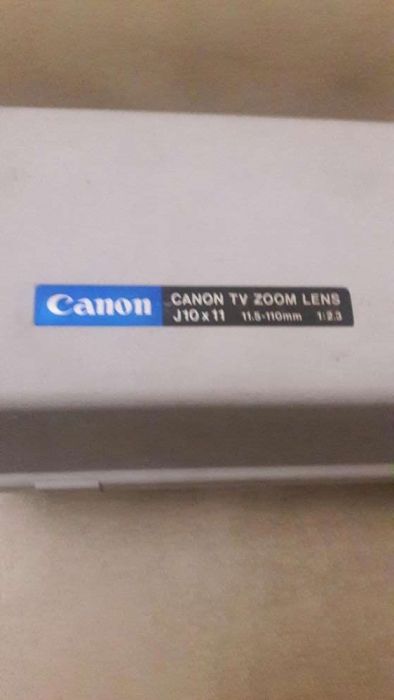 Canon
CANON TV ZOOM LENS
J10 x 11 11.5-110mm 1:2.3